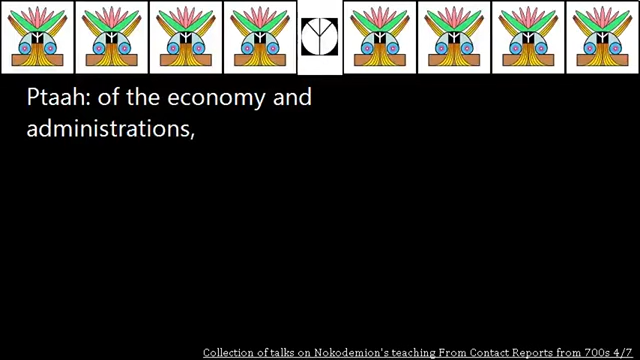 Ptaah: of the economy and
administrations,
Collection of talks on Nokodemion's teaching From Contact Reports from 700s 4/7